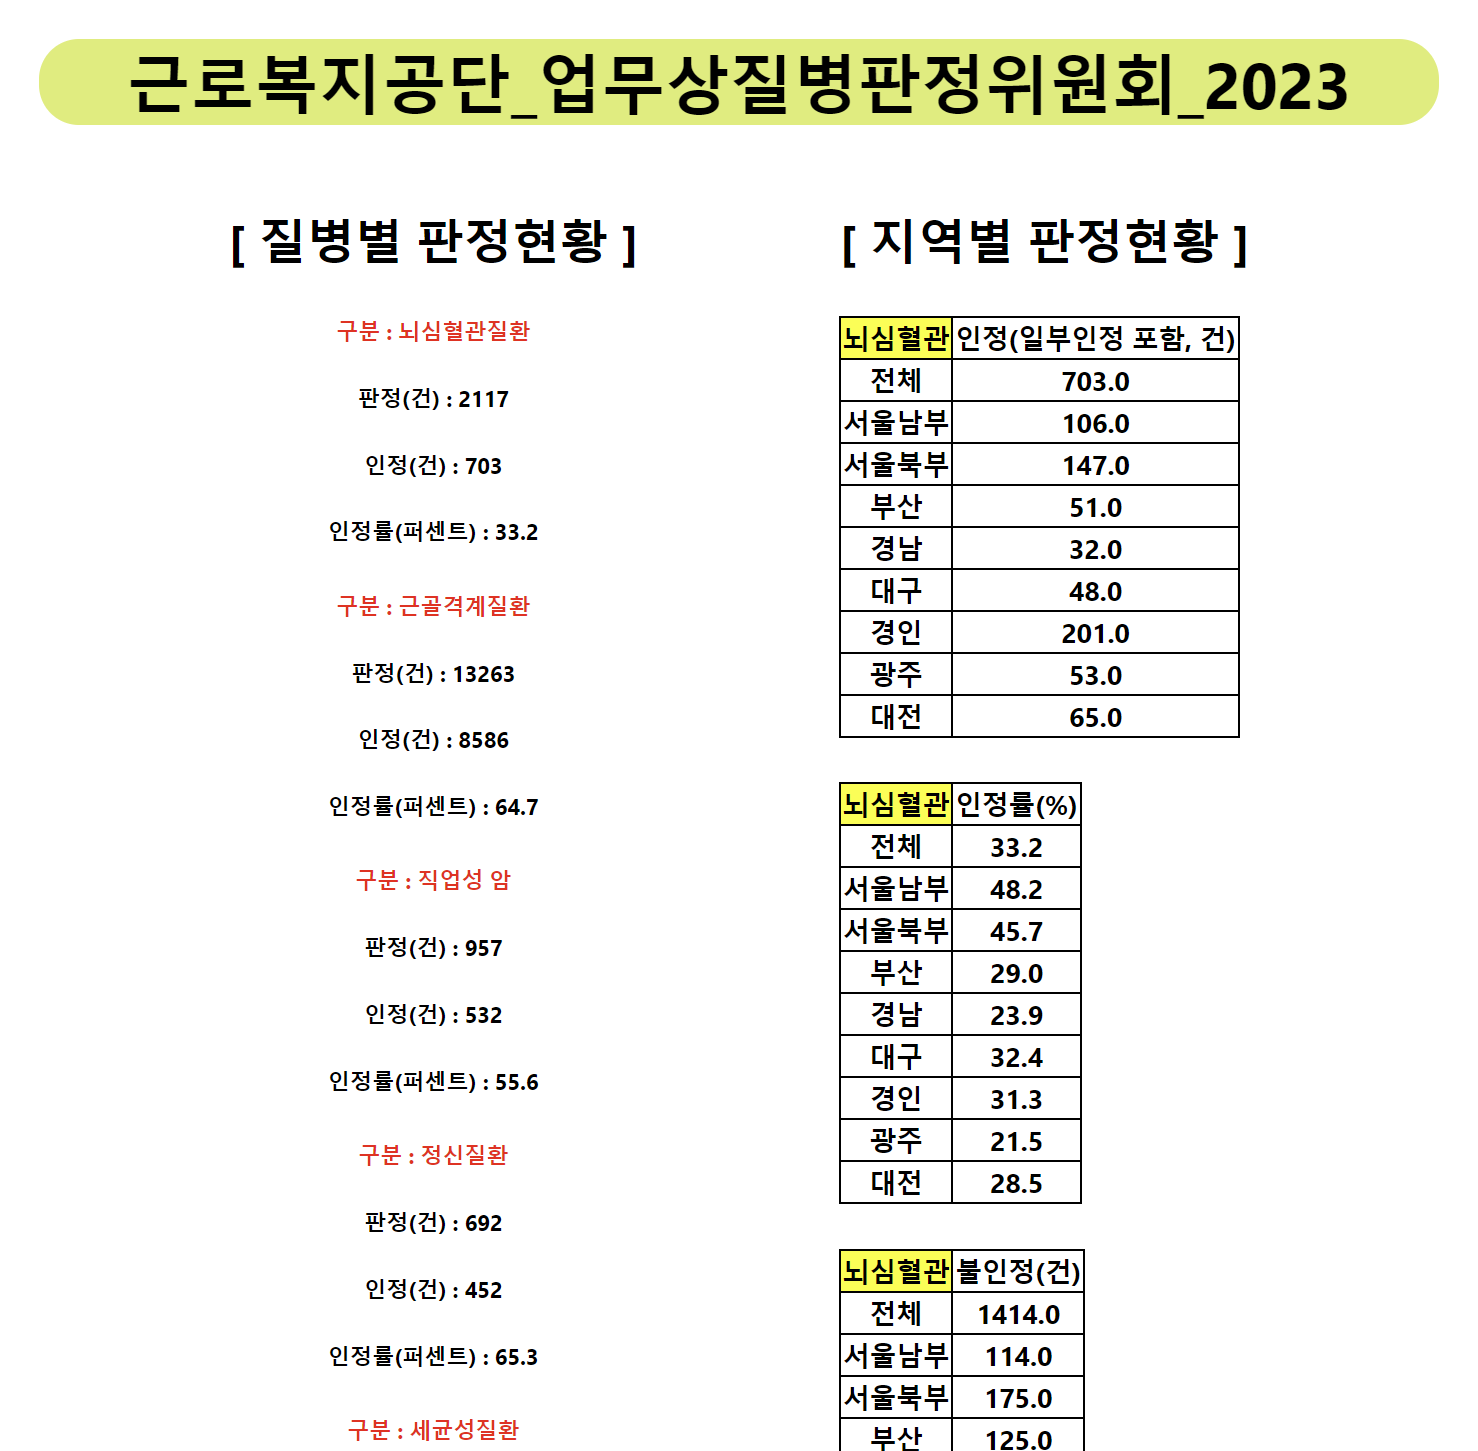 근로복지공단_업무상질병판정위원회_2023
[ 질병별 판정현황 ]
구분 : 뇌심혈관질환
판정(건) : 2117
인정(건) : 703
인정률(퍼센트) : 33.2
구분 : 근골격계질환
판정(건) : 13263
인정(건) : 8586
인정률(퍼센트) : 64.7
구분 : 직업성 암
판정(건) : 957
인정(건) : 532
인정률(퍼센트) : 55.6
구분 : 정신질환
판정(건) : 692
인정(건) : 452
인정률(퍼센트) : 65.3
구분 : 세균성질환
[ 지역별 판정현황 ]
뇌심혈관 인정(일부인정 포함, 건)
전체 703.0
서울남부 106.0
서울북부 147.0
부산 51.0
경남 32.0
대구 48.0
경인 201.0
광주 53.0
대전 65.0
뇌심혈관 인정률(%)
전체 33.2
서울남부 48.2
서울북부 45.7
부산 29.0
경남 23.9
대구 32.4
경인 31.3
광주 21.5
대전 28.5
뇌심혈관 불인정(건)
전체 1414.0
서울남부 114.0
서울북부 175.0
부산 125.0